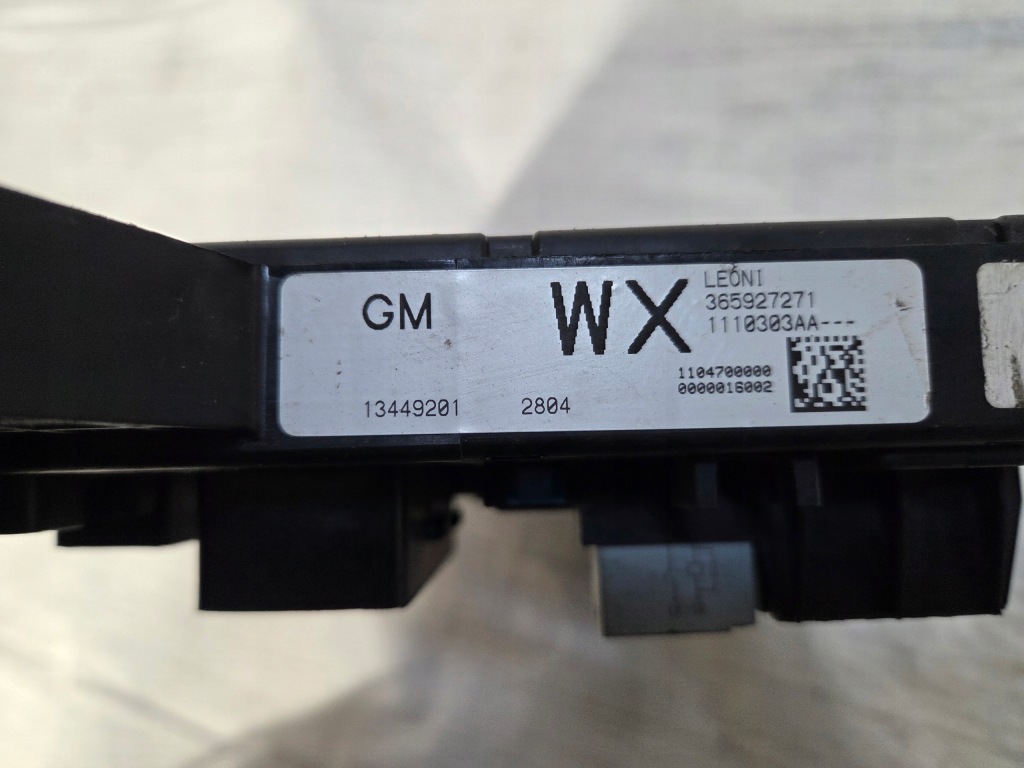 GM
WX
LEONI
365927271
1110303AA---
1104700000
0000016002
13449201 2804